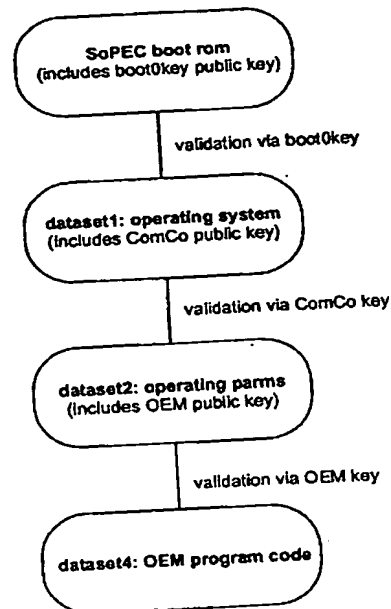 SoPEC boot rom
(includes boot0key public key)
validation via boot0key
dataset1: operating system
(includes ComCo public key)
validation via ComCo key
dataset2: operating parms
(includes OEM public key)
validation via OEM key
dataset4: OEM program code